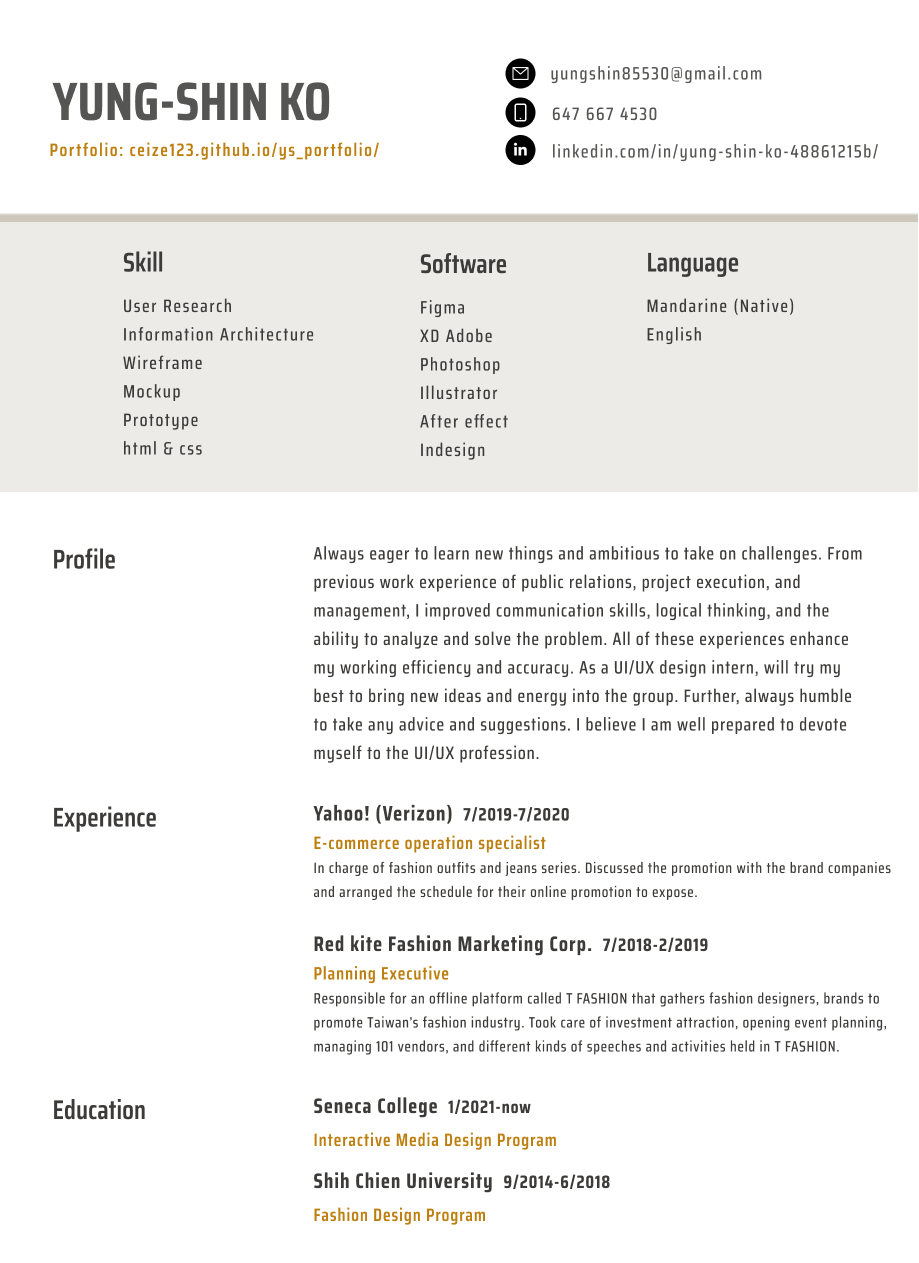 YUNG-SHIN KO
Portfolio: ceize123.github.io/ys_portfolio/
yungshin85530@gmail.com
647 667 4530
in
linkedin.com/in/yung-shin-ko-48861215b/
Skill
User Research
Information Architecture
Wireframe
Mockup
Prototype
html & css
Software
Figma
XD Adobe
Photoshop
Illustrator
After effect
Indesign
Language
Mandarine (Native)
English
Profile
Always eager to learn new things and ambitious to take on challenges. From
previous work experience of public relations, project execution, and
management, I improved communication skills, logical thinking, and the
ability to analyze and solve the problem. All of these experiences enhance
my working efficiency and accuracy. As a UI/UX design intern, will try my
best to bring new ideas and energy into the group. Further, always humble
to take any advice and suggestions. I believe I am well prepared to devote
myself to the UI/UX profession.
Experience
Yahoo! (Verizon) 7/2019-7/2020
E-commerce operation specialist
In charge of fashion outfits and jeans series. Discussed the promotion with the brand companies
and arranged the schedule for their online promotion to expose.
Red kite Fashion Marketing Corp. 7/2018-2/2019
Planning Executive
Responsible for an offline platform called T FASHION that gathers fashion designers, brands to
promote Taiwan's fashion industry. Took care of investment attraction, opening event planning,
managing 101 vendors, and different kinds of speeches and activities held in T FASHION.
Education
Seneca College 1/2021-now
Interactive Media Design Program
Shih Chien University 9/2014-6/2018
Fashion Design Program